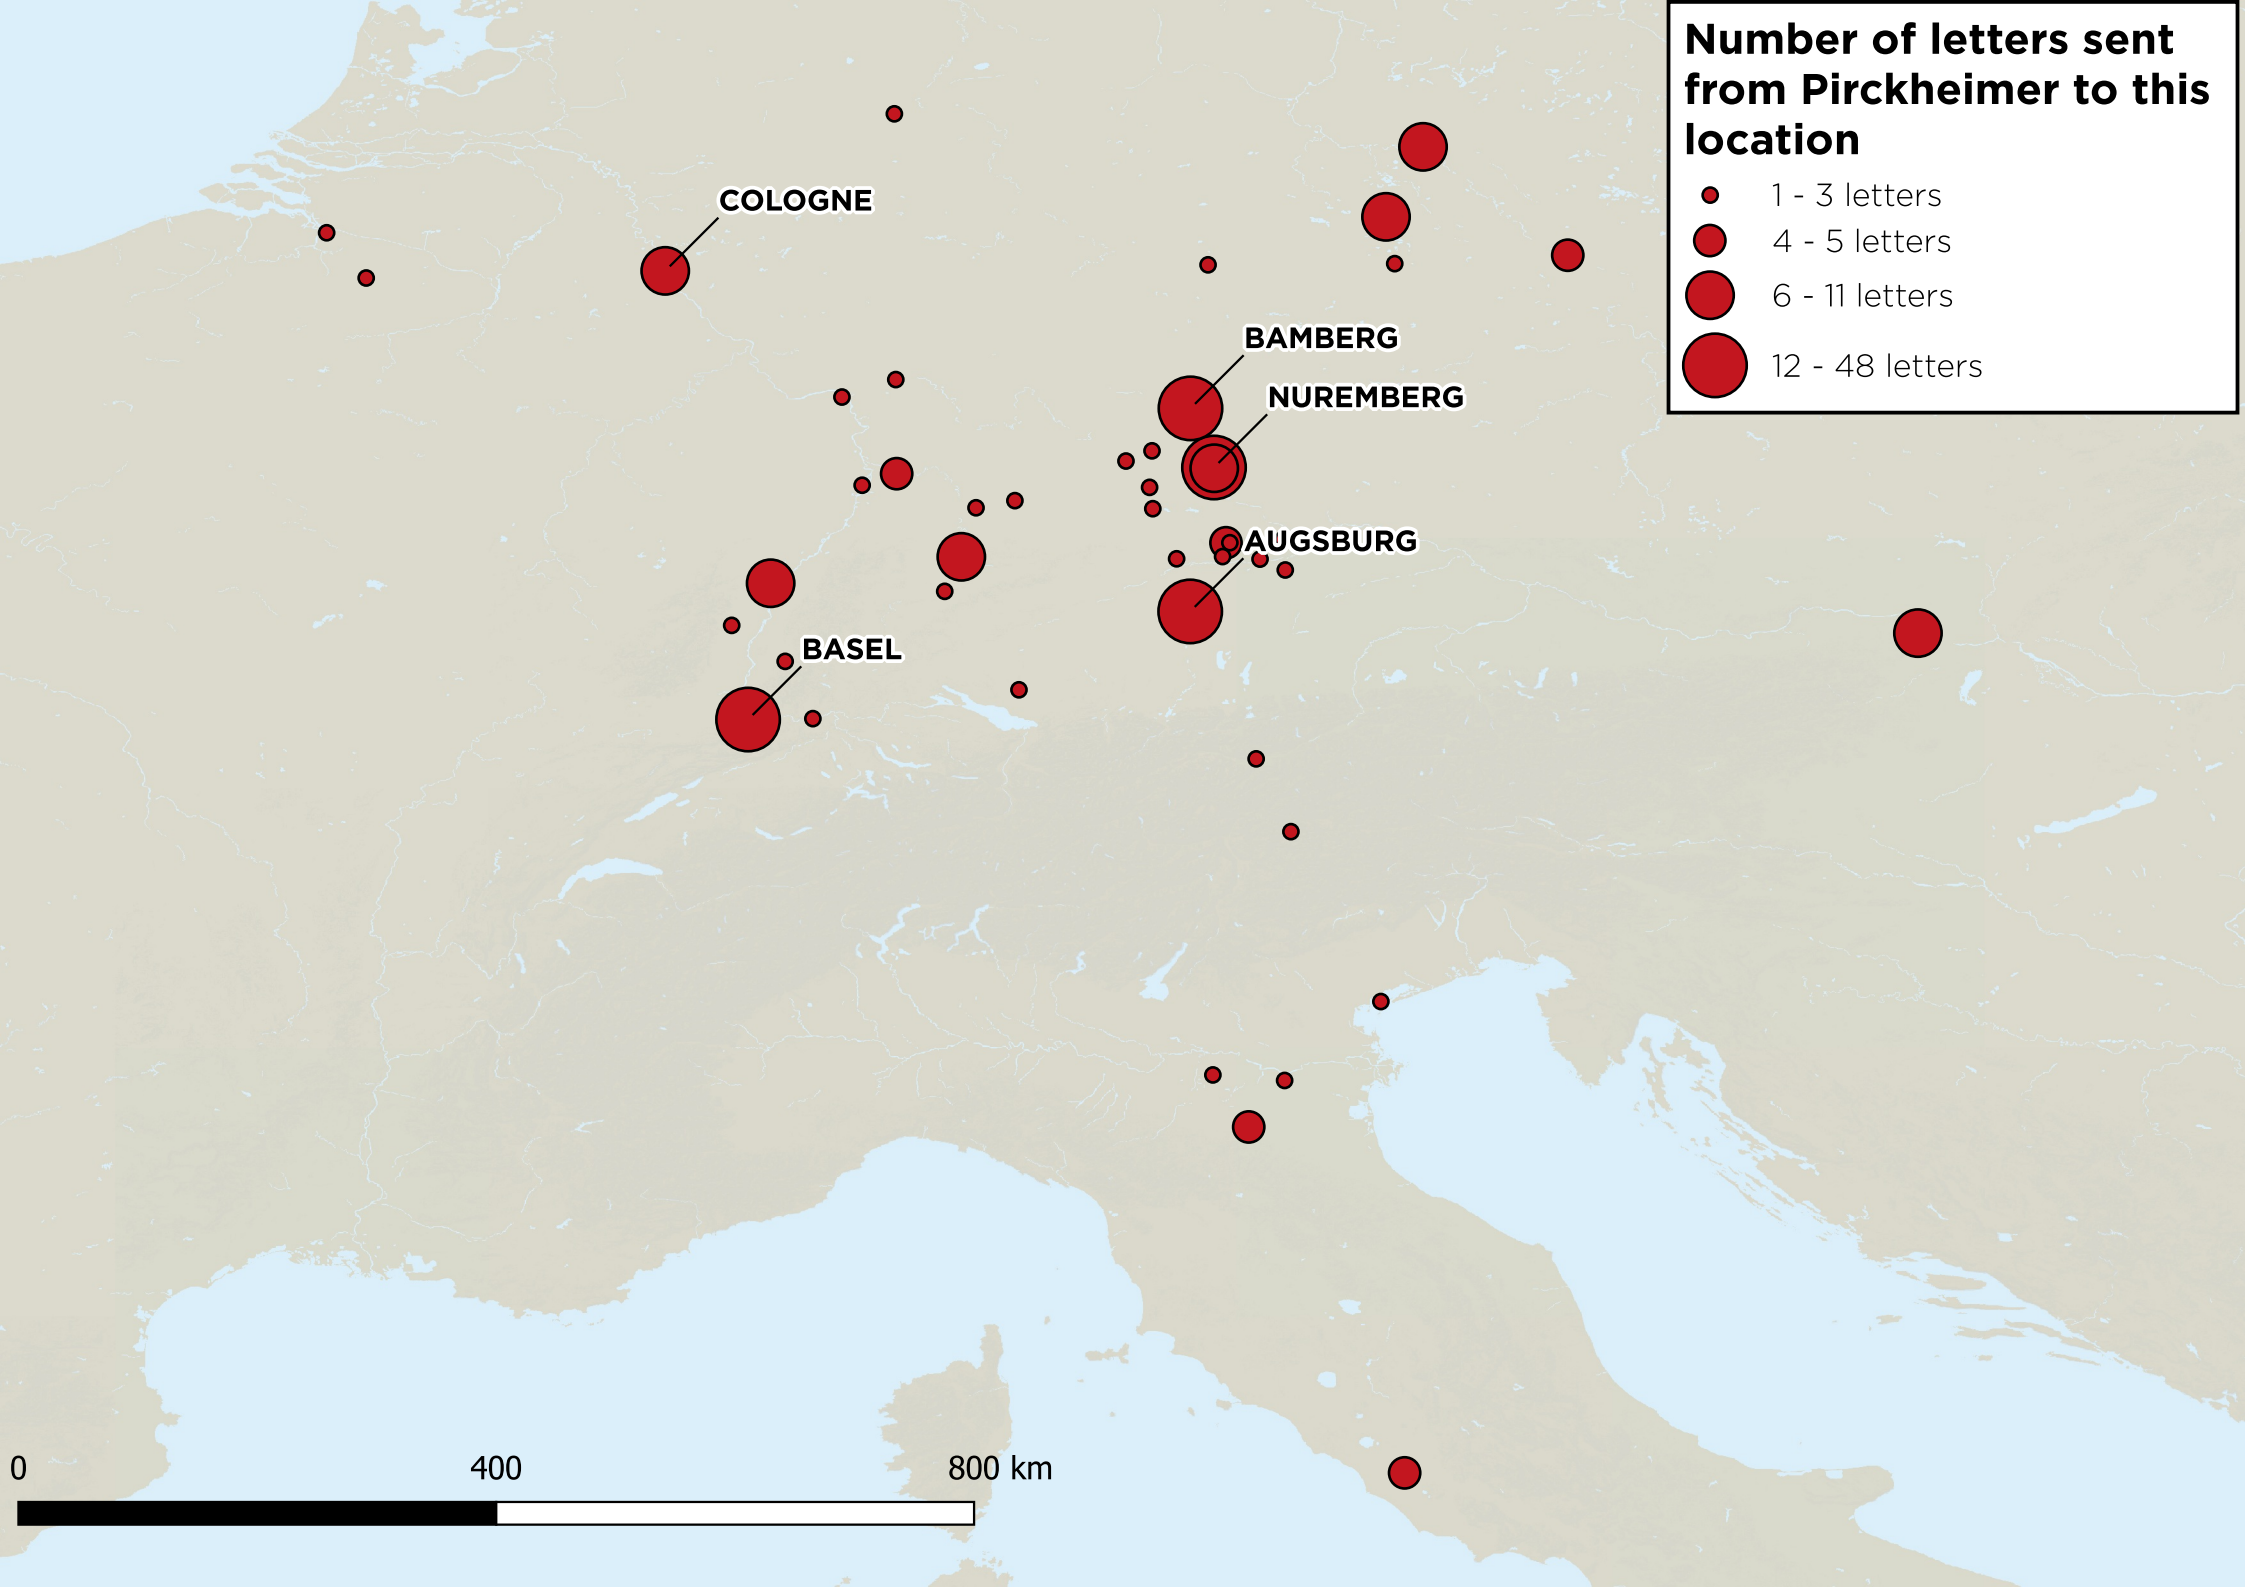 Number of letters sent
from Pirckheimer to this
location
1 - 3 letters
4 - 5 letters
6 - 11 letters
12 - 48 letters
COLOGNE
BAMBERG
NUREMBERG
AUGSBURG
BASEL
0 400 800 km